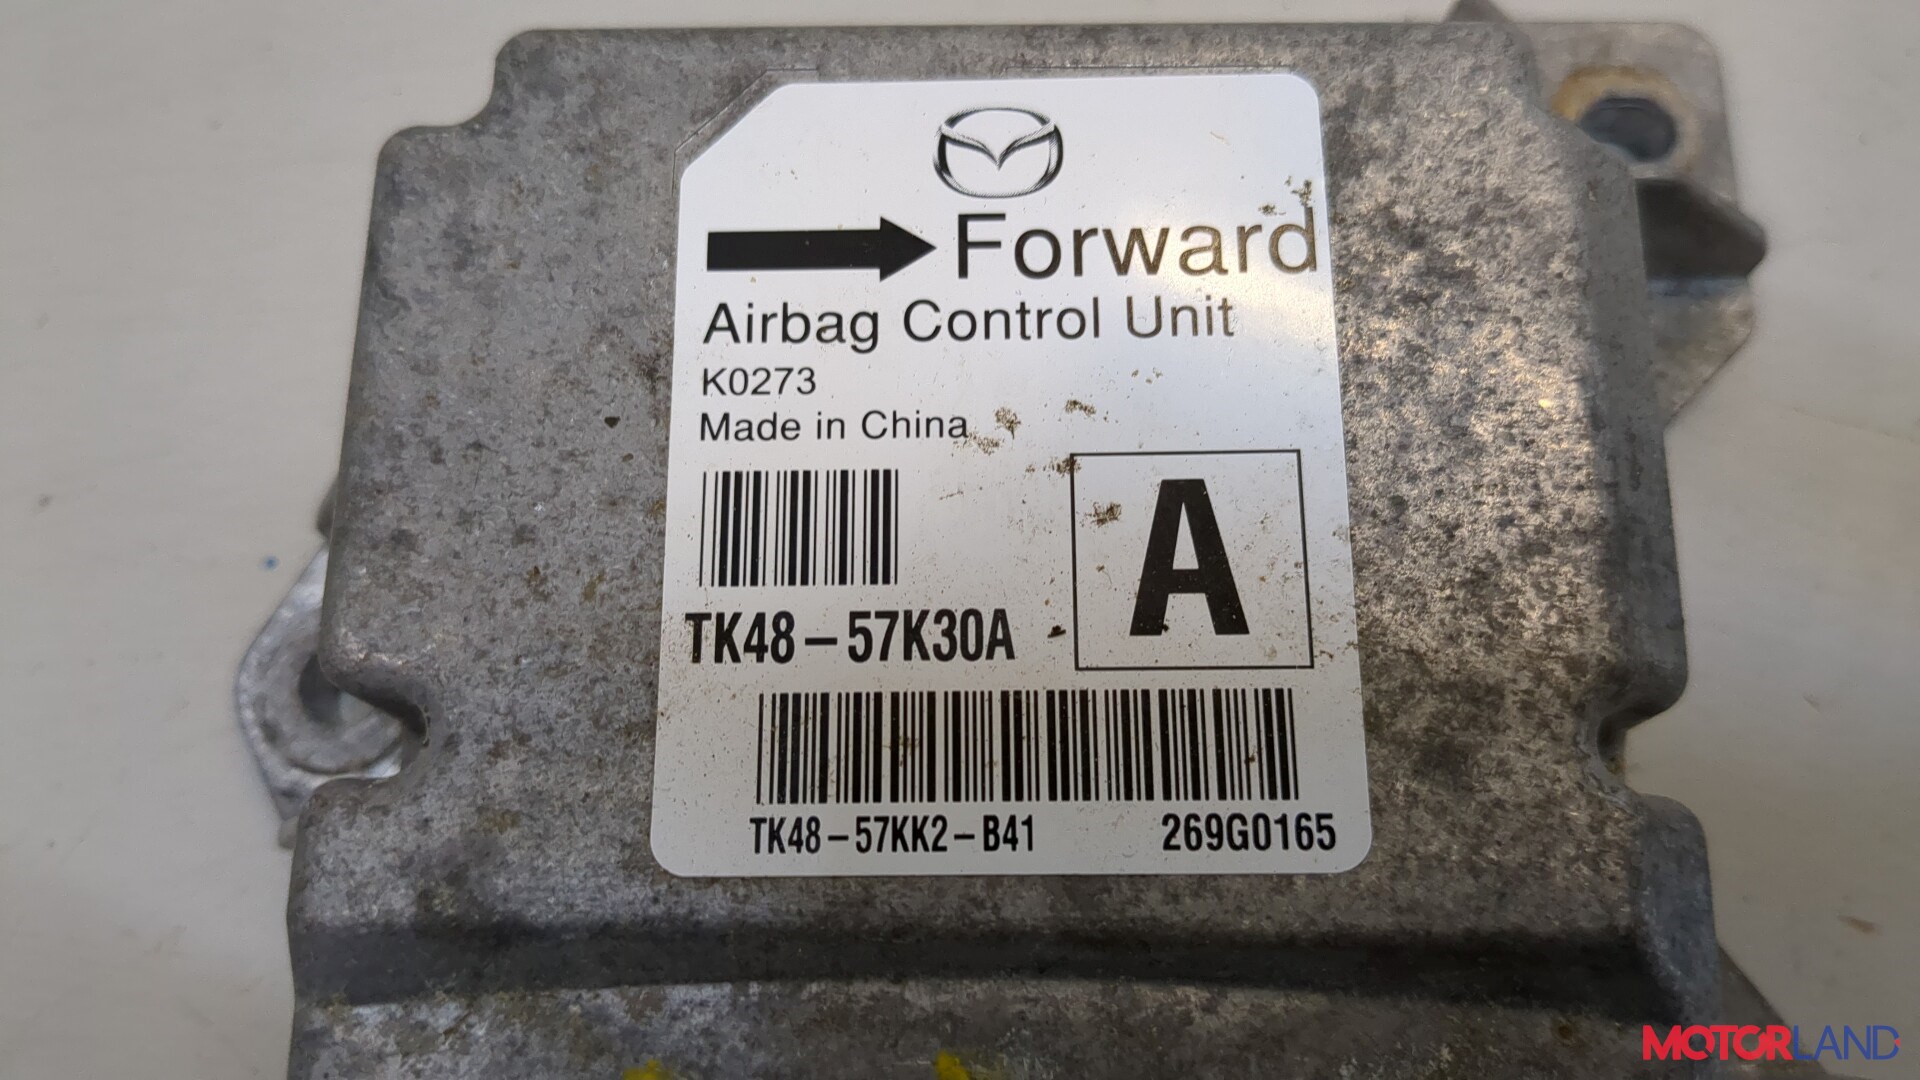 Forward
Airbag Control Unit
K0273
Made in China
A
TK48-57K30A
TK48-57KK2-B41 269G0165
MOTORLAND